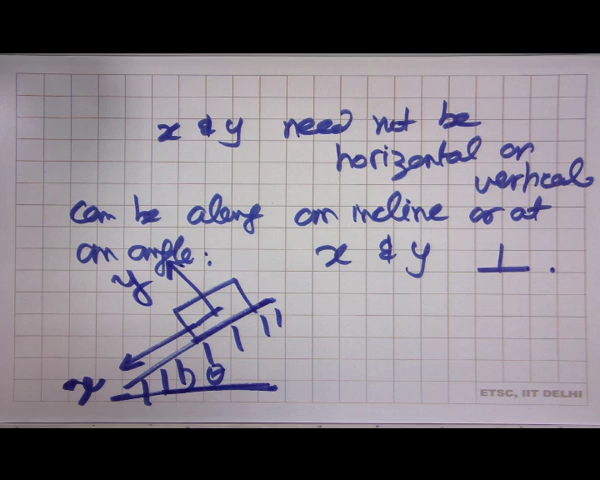 x & y need not be
horizontal or
vertical
can be along an incline or at
an angle: x & y ⊥.
y
x
θ
ETSC, IIT DELHI